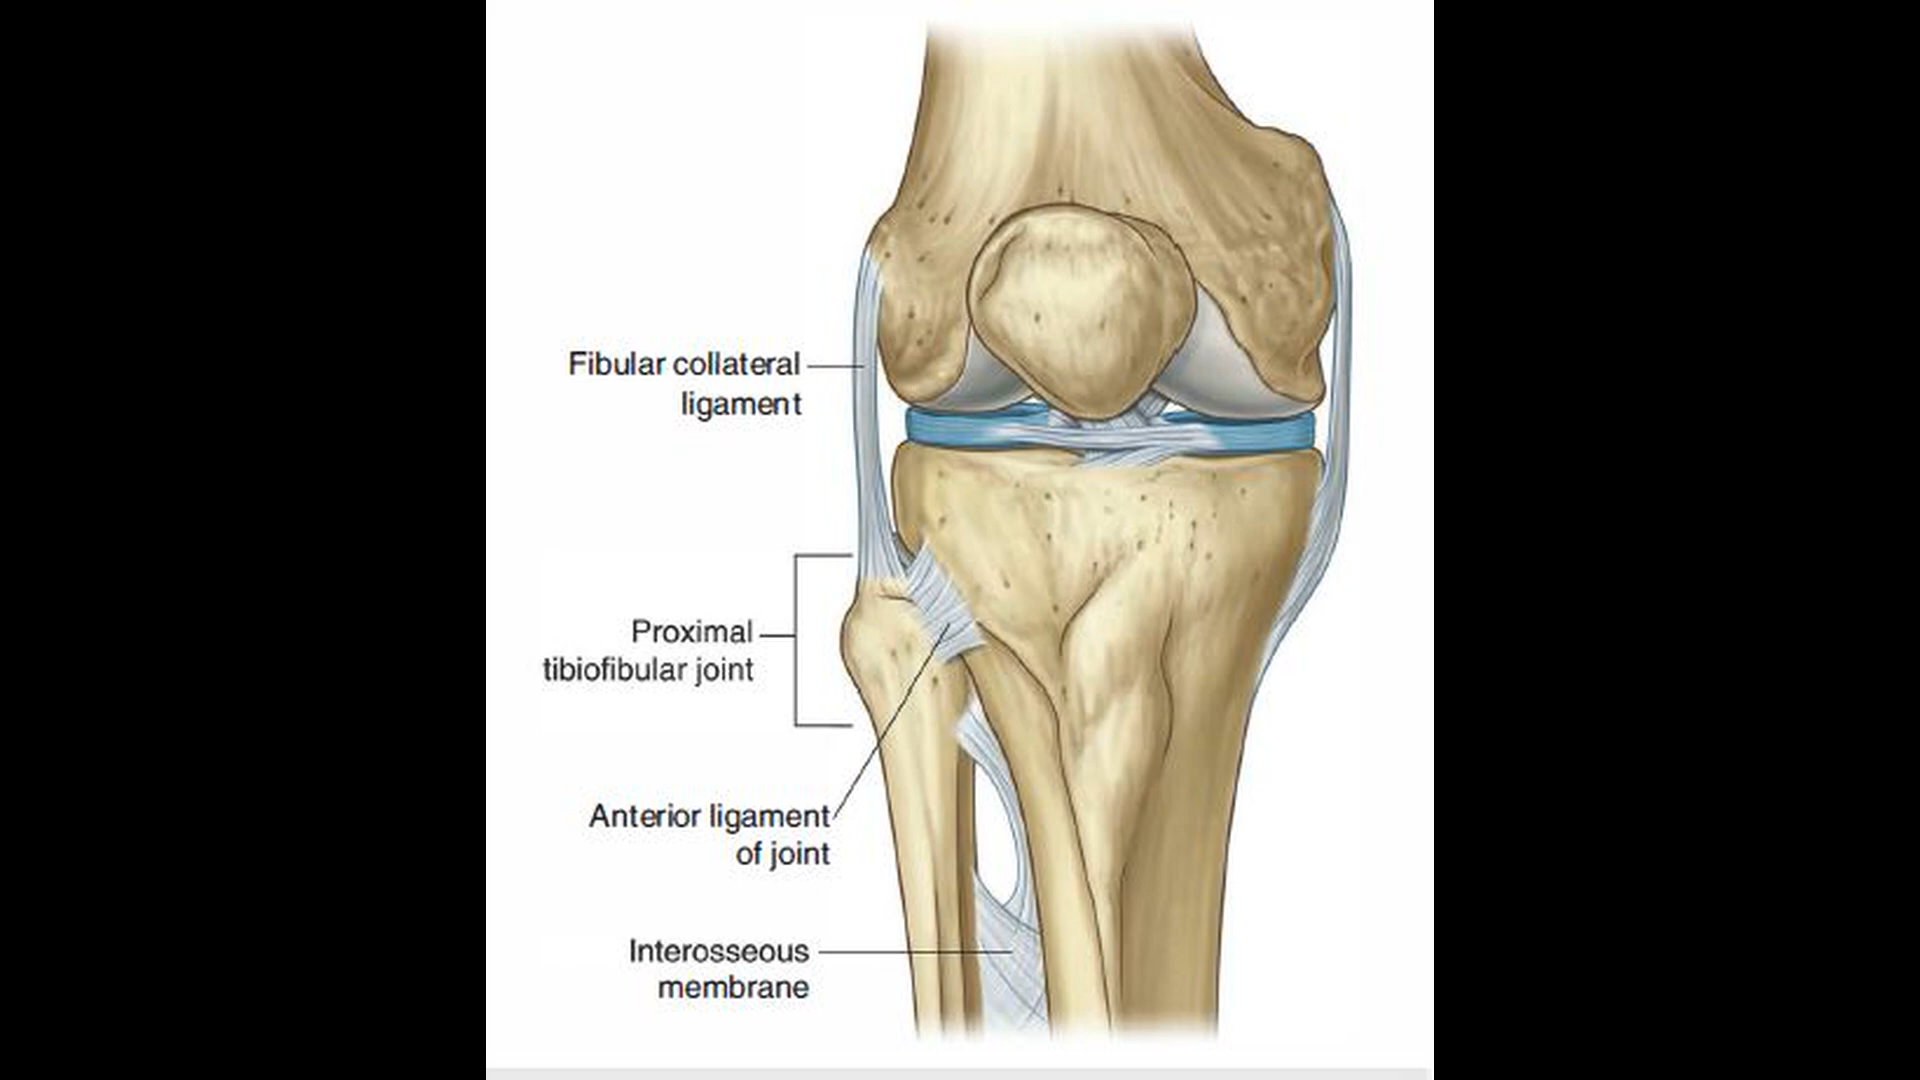 Fibular collateral
ligament
Proximal
tibiofibular joint
Anterior ligament
of joint
Interosseous
membrane